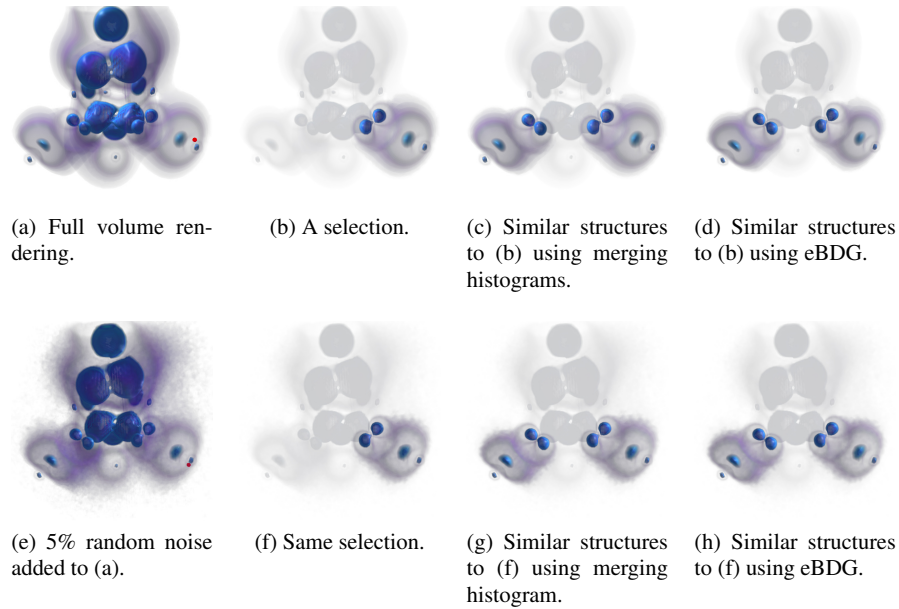 (a) Full volume ren-
dering.
(b) A selection.
(c) Similar structures
to (b) using merging
histograms.
(d) Similar structures
to (b) using eBDG.
(e) 5% random noise
added to (a).
(f) Same selection.
(g) Similar structures
to (f) using merging
histogram.
(h) Similar structures
to (f) using eBDG.